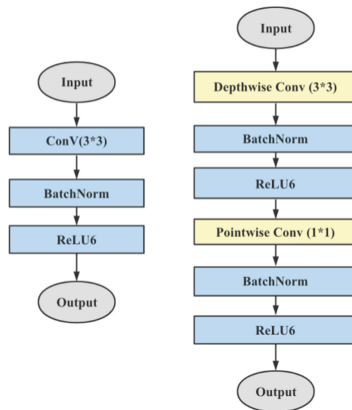 Input
ConV(3*3)
BatchNorm
ReLU6
Output
Input
Depthwise Conv (3*3)
BatchNorm
ReLU6
Pointwise Conv (1*1)
BatchNorm
ReLU6
Output